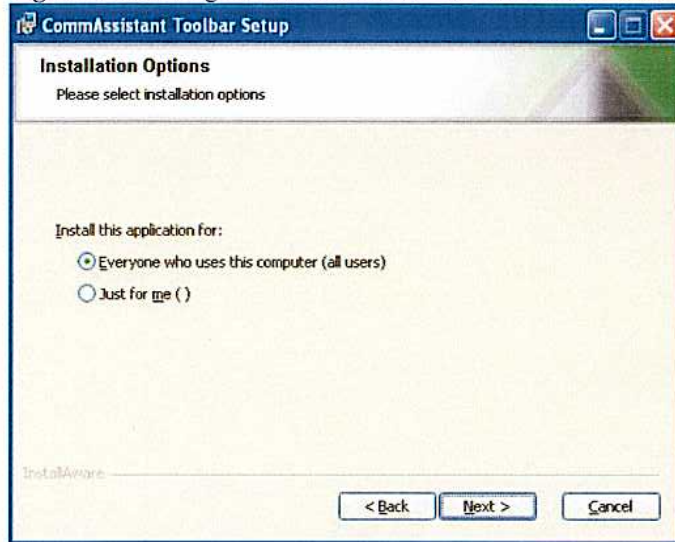 CommAssistant Toolbar Setup
Installation Options
Please select installation options
Install this application for:
Everyone who uses this computer (all users)
Just for me ( )
InstallAware
< Back Next > Cancel